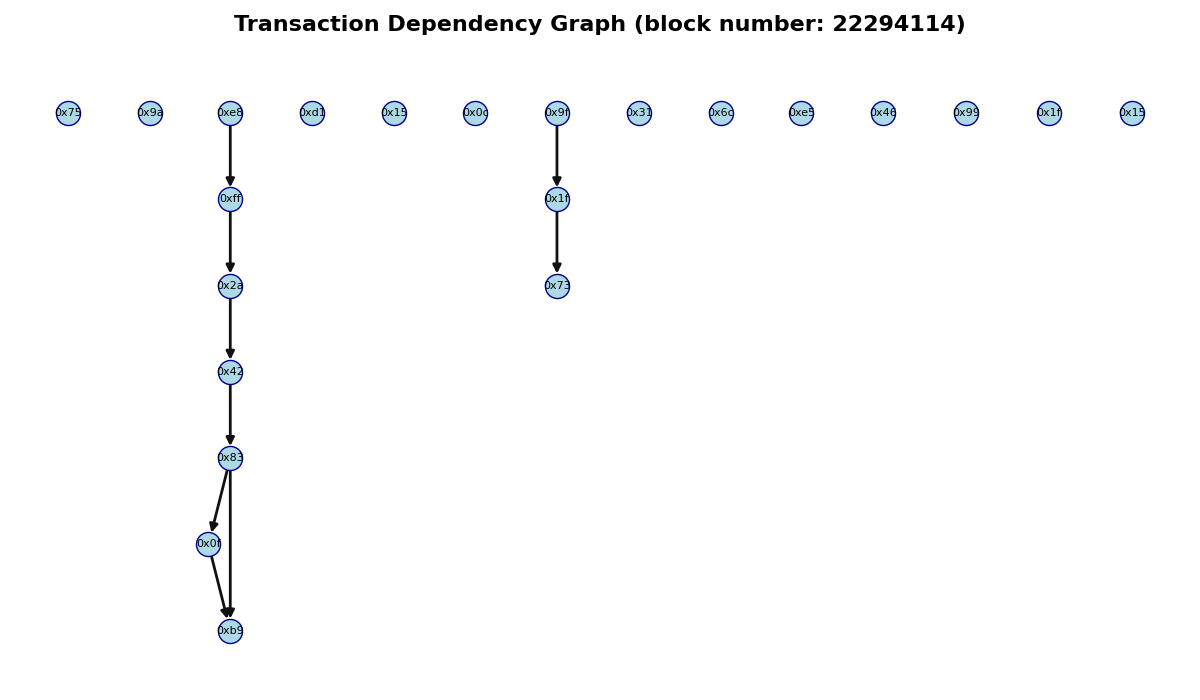 Transaction Dependency Graph (block number: 22294114)
0x75 0x9a 0xe8 0xd1 0x15 0x0c 0x9f 0x31 0x6c 0xe5 0x46 0x99 0x1f 0x15
0xff 0x1f
0x2a 0x73
0x42
0x83
0x0f
0xb9